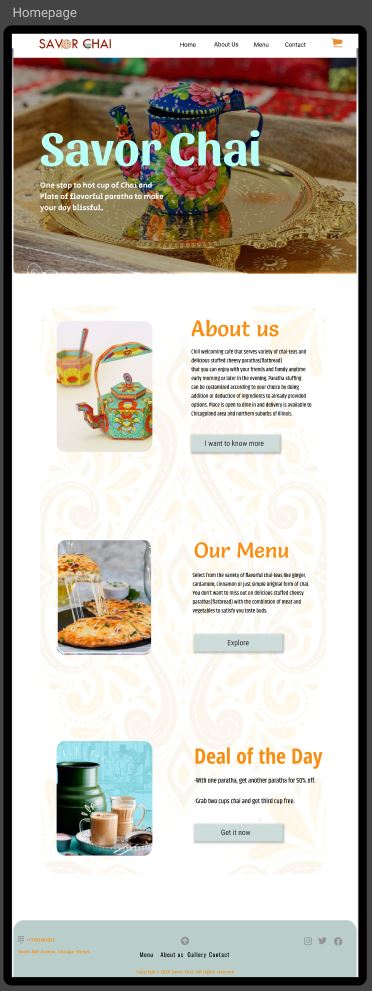 Homepage
SAVOR CHAI
Home About Us Menu Contact
Savor Chai
One stop to hot cup of Chai and
Plate of flavorful paratha to make
your day blissful.
About us
Chill welcoming café that serves variety of chai-teas and
delicious stuffed cheesy parathas(flatbread)
that you can enjoy with your friends and family anytime
early morning or later in the evening. Paratha stuffing
can be customized according to your choice by doing
addition or deduction of ingredients to already provided
options. Place is open to dine in and delivery is available to
Chicagoland area and northern suburbs of Illinois.
I want to know more
Our Menu
Select from the variety of flavorful chai-teas like ginger,
cardamom, cinnamon or just simple original form of chai.
You don't want to miss out on delicious stuffed cheesy
parathas(flatbread) with the combination of meat and
vegetables to satisfy you taste buds.
Explore
Deal of the Day
-With one paratha, get another paratha for 50% off.
-Grab two cups chai and get third cup free.
Get it now
Avenue, Chicago Illinois
Menu About us Gallery Contact
Copyright © 2020 Savor Chai. All rights reserved